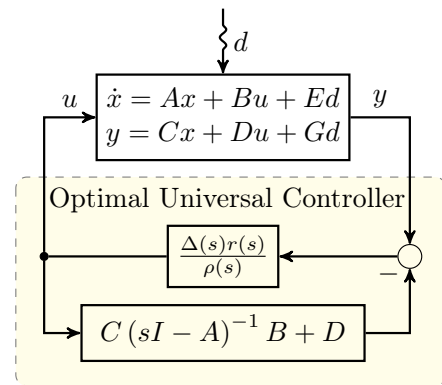 d
u
ẋ = Ax + Bu + Ed
y
y = Cx + Du + Gd
Optimal Universal Controller
Δ(s)r(s)
ρ(s)
−
C (sI − A)⁻¹ B + D